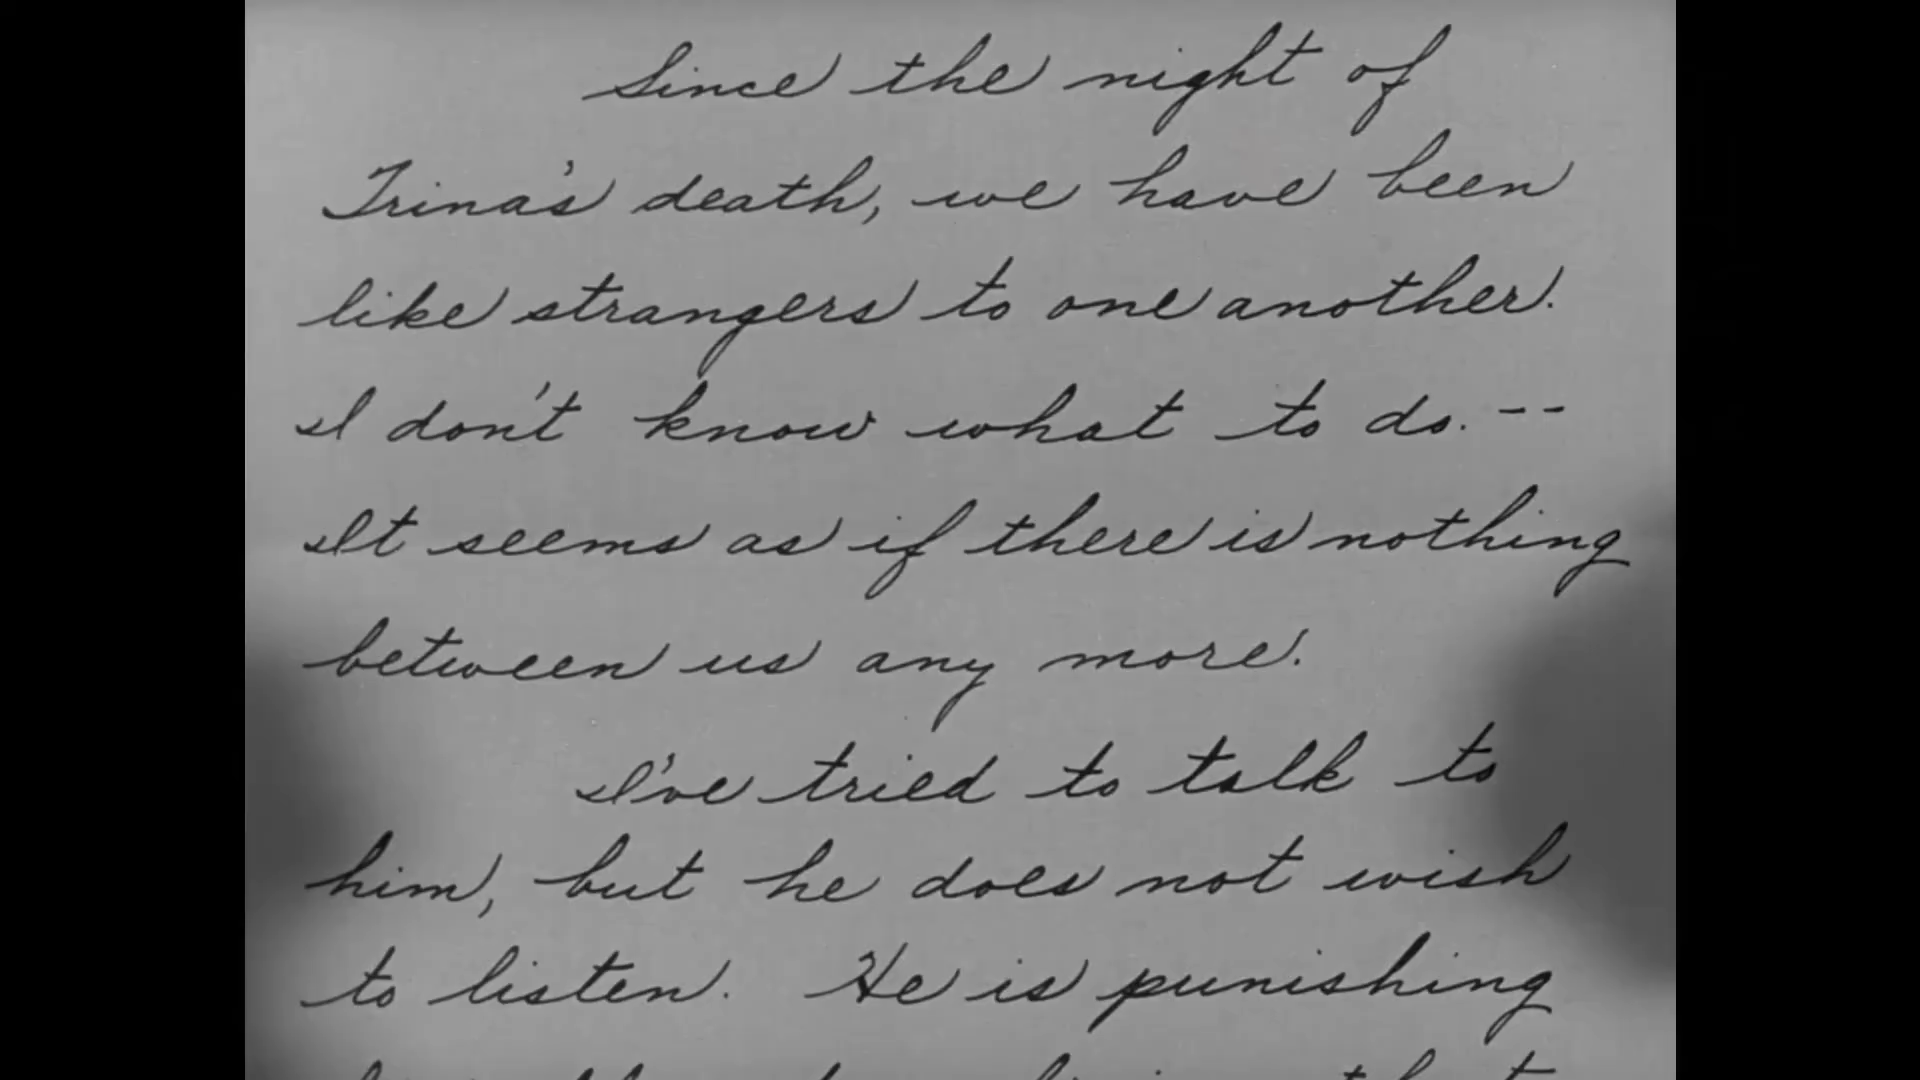 Since the night of
Trina's death, we have been
like strangers to one another.
I don't know what to do. --
It seems as if there is nothing
between us any more.
I've tried to talk to
him, but he does not wish
to listen. He is punishing